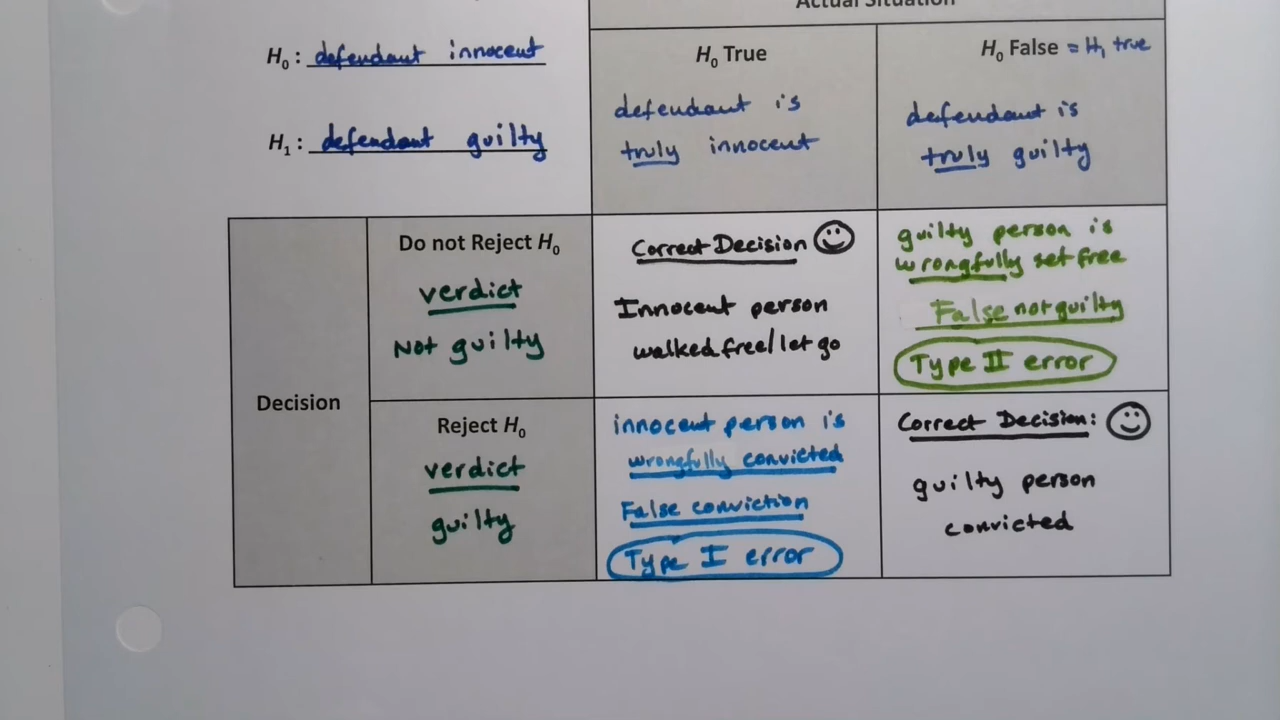 Actual Situation
H₀ : defendant innocent
H₁ : defendant guilty
H₀ True
defendant is
truly innocent
H₀ False = H₁ true
defendant is
truly guilty
Decision
Do not Reject H₀
verdict
Not guilty
Correct Decision
Innocent person
walked free/let go
guilty person is
wrongfully set free
False not guilty
Type II error
Reject H₀
verdict
guilty
innocent person is
wrongfully convicted
False conviction
Type I error
Correct Decision:
guilty person
convicted